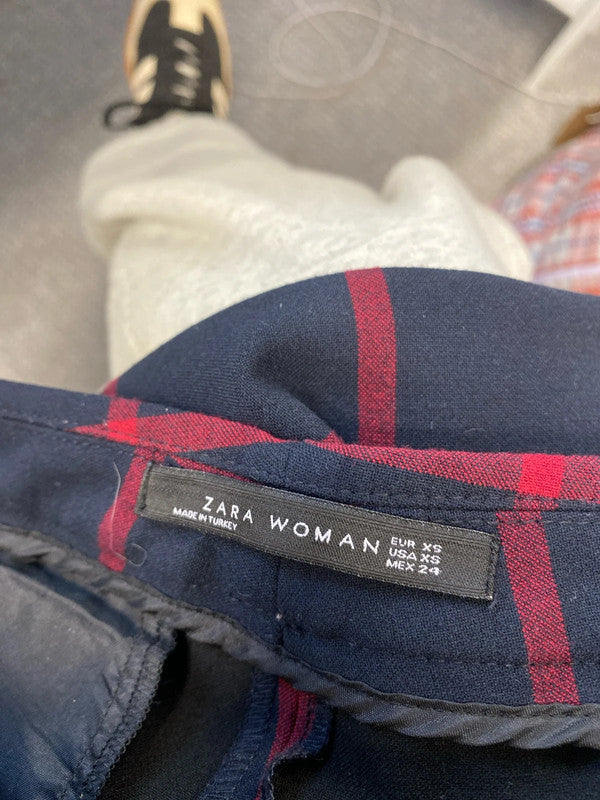 ZARA WOMAN
MADE IN TURKEY
EUR XS
USA XS
MEX 24